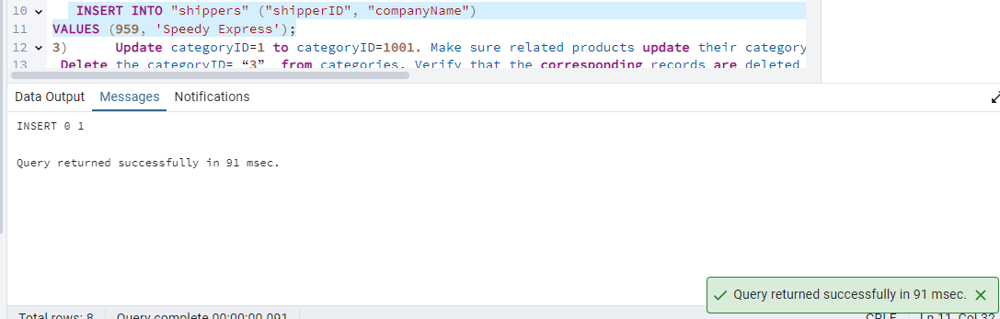 10 INSERT INTO "shippers" ("shipperID", "companyName")
11 VALUES (959, 'Speedy Express');
12 3) Update categoryID=1 to categoryID=1001. Make sure related products update their category
13 Delete the categoryID= “3” from categories. Verify that the corresponding records are deleted
Data Output Messages Notifications
INSERT 0 1
Query returned successfully in 91 msec.
Query returned successfully in 91 msec.
Total rows: 8 Query complete 00:00:00.091 CRLF Ln 11, Col 32